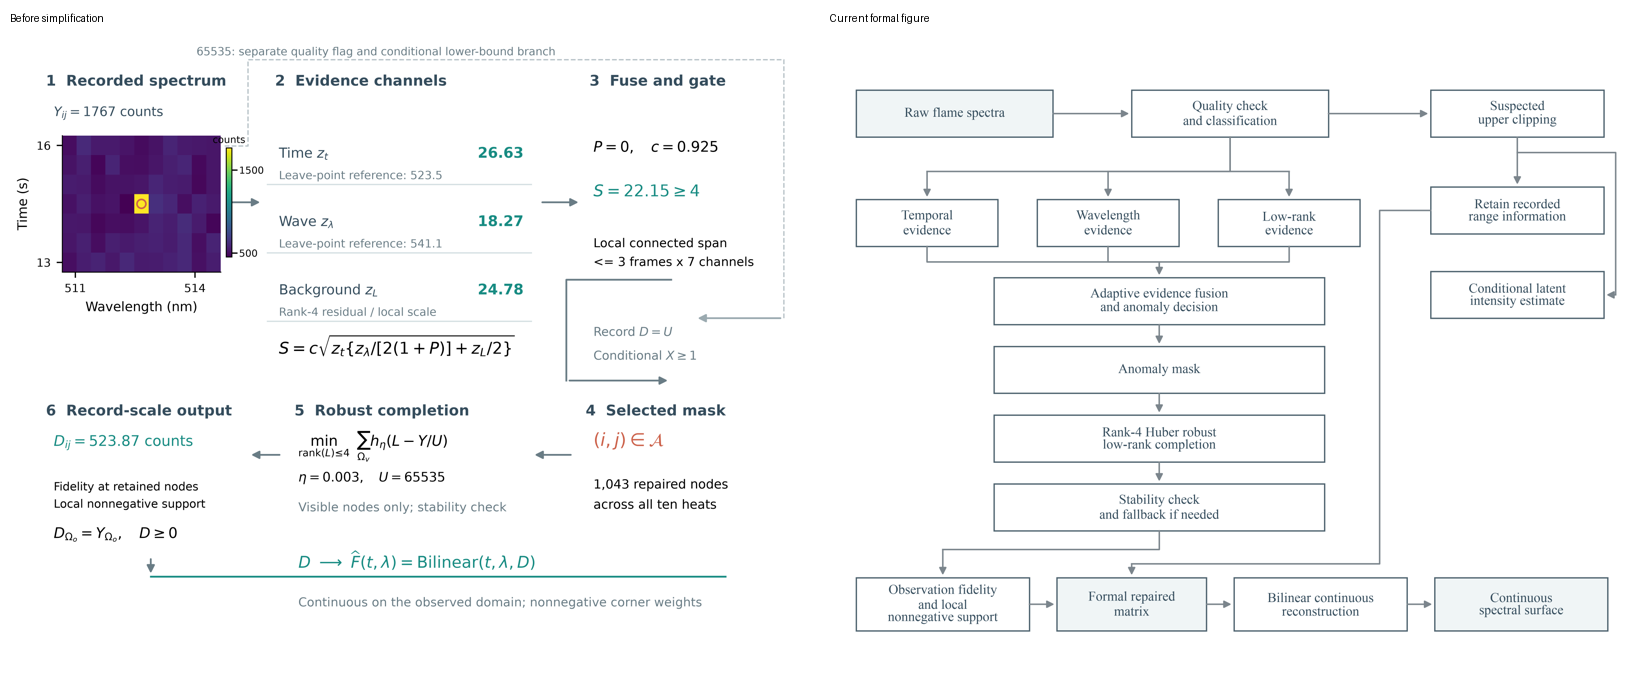 Before simplification
65535: separate quality flag and conditional lower-bound branch
1 Recorded spectrum
Y_{ij} = 1767 counts
counts
16
13
1500
500
511
514
Time (s)
Wavelength (nm)
2 Evidence channels
Time z_t
26.63
Leave-point reference: 523.5
Wave z_λ
18.27
Leave-point reference: 541.1
Background z_L
24.78
Rank-4 residual / local scale
S = c√z_t{z_λ/[2(1 + P)] + z_L/2}
3 Fuse and gate
P = 0, c = 0.925
S = 22.15 ≥ 4
Local connected span
<= 3 frames x 7 channels
Record D = U
Conditional X ≥ 1
6 Record-scale output
D_{ij} = 523.87 counts
Fidelity at retained nodes
Local nonnegative support
D_{Ω_o} = Y_{Ω_o}, D ≥ 0
5 Robust completion
min_{rank(L)≤4} ∑_{Ω_v} h_η(L − Y/U)
η = 0.003, U = 65535
Visible nodes only; stability check
4 Selected mask
(i, j) ∈ 𝒜
1,043 repaired nodes
across all ten heats
D ⟶ F̂(t, λ) = Bilinear(t, λ, D)
Continuous on the observed domain; nonnegative corner weights
Current formal figure
Raw flame spectra
Quality check
and classification
Suspected
upper clipping
Temporal
evidence
Wavelength
evidence
Low-rank
evidence
Retain recorded
range information
Adaptive evidence fusion
and anomaly decision
Conditional latent
intensity estimate
Anomaly mask
Rank-4 Huber robust
low-rank completion
Stability check
and fallback if needed
Observation fidelity
and local
nonnegative support
Formal repaired
matrix
Bilinear continuous
reconstruction
Continuous
spectral surface